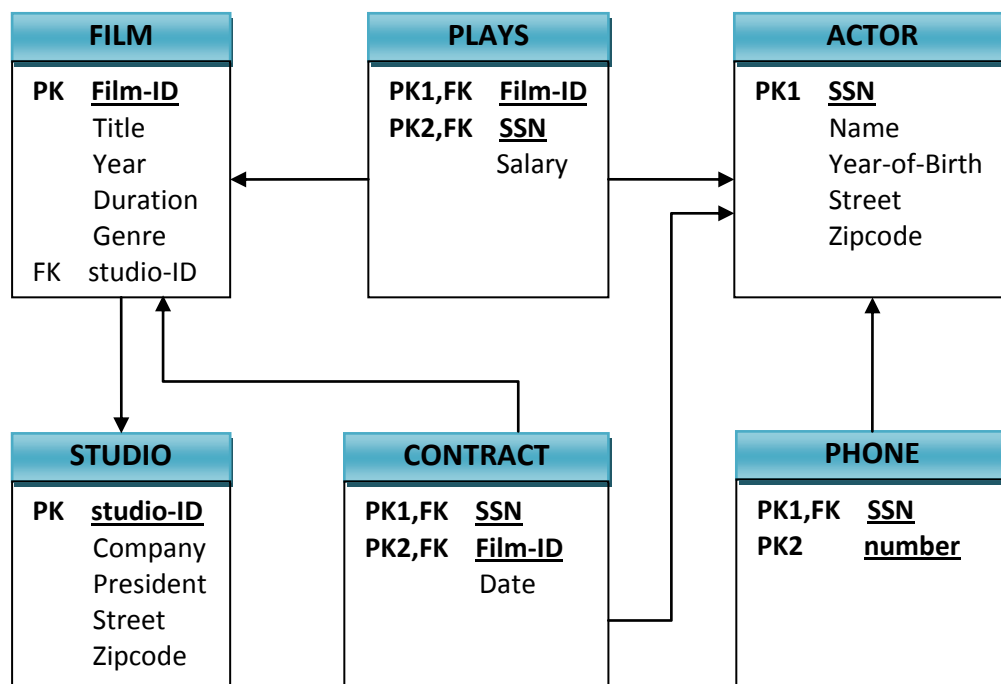 FILM
PK Film-ID
Title
Year
Duration
Genre
FK studio-ID
PLAYS
PK1,FK Film-ID
PK2,FK SSN
Salary
ACTOR
PK1 SSN
Name
Year-of-Birth
Street
Zipcode
STUDIO
PK studio-ID
Company
President
Street
Zipcode
CONTRACT
PK1,FK SSN
PK2,FK Film-ID
Date
PHONE
PK1,FK SSN
PK2 number